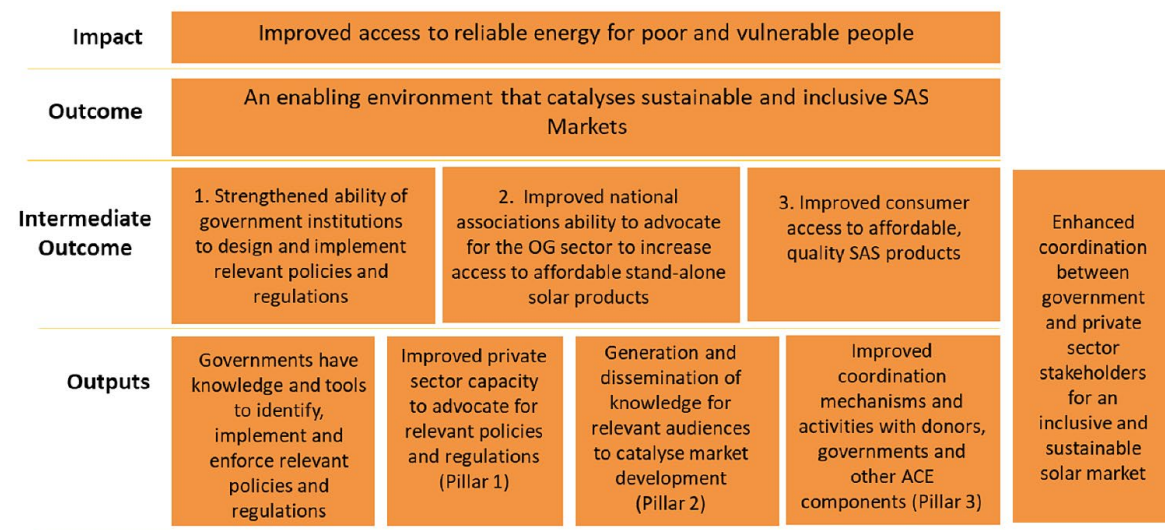 Impact
Improved access to reliable energy for poor and vulnerable people
Outcome
An enabling environment that catalyses sustainable and inclusive SAS
Markets
Intermediate
Outcome
1. Strengthened ability of
government institutions
to design and implement
relevant policies and
regulations
2. Improved national
associations ability to advocate
for the OG sector to increase
access to affordable stand-alone
solar products
3. Improved consumer
access to affordable,
quality SAS products
Enhanced
coordination
between
government
and private
sector
stakeholders
for an
inclusive and
sustainable
solar market
Outputs
Governments have
knowledge and tools
to identify,
implement and
enforce relevant
policies and
regulations
Improved private
sector capacity
to advocate for
relevant policies
and regulations
(Pillar 1)
Generation and
dissemination of
knowledge for
relevant audiences
to catalyse market
development
(Pillar 2)
Improved
coordination
mechanisms and
activities with donors,
governments and
other ACE
components (Pillar 3)